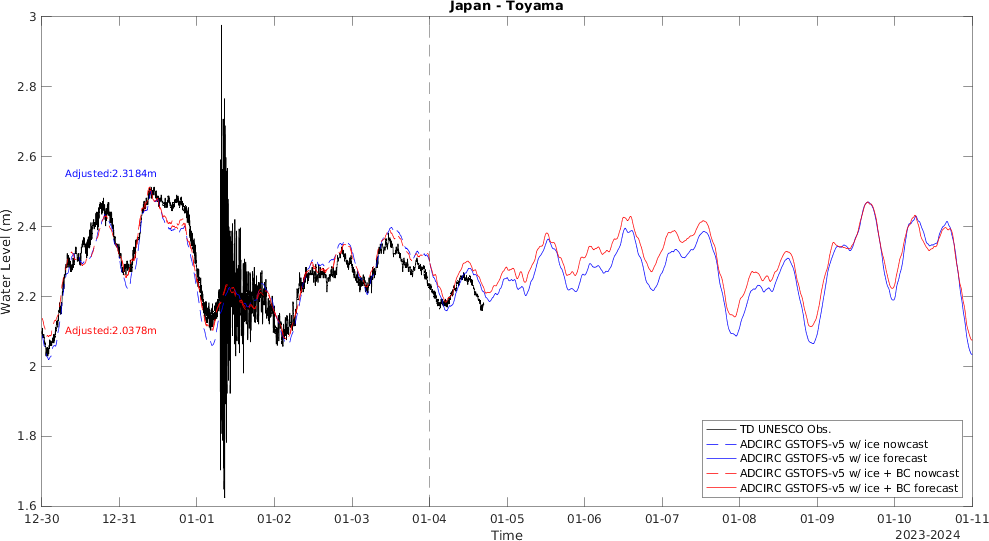 Japan - Toyama
3
2.8
2.6
2.4
2.2
2
1.8
1.6
Water Level (m)
Adjusted:2.3184m
Adjusted:2.0378m
TD UNESCO Obs.
ADCIRC GSTOFS-v5 w/ ice nowcast
ADCIRC GSTOFS-v5 w/ ice forecast
ADCIRC GSTOFS-v5 w/ ice + BC nowcast
ADCIRC GSTOFS-v5 w/ ice + BC forecast
12-30 12-31 01-01 01-02 01-03 01-04 01-05 01-06 01-07 01-08 01-09 01-10 01-11
Time
2023-2024